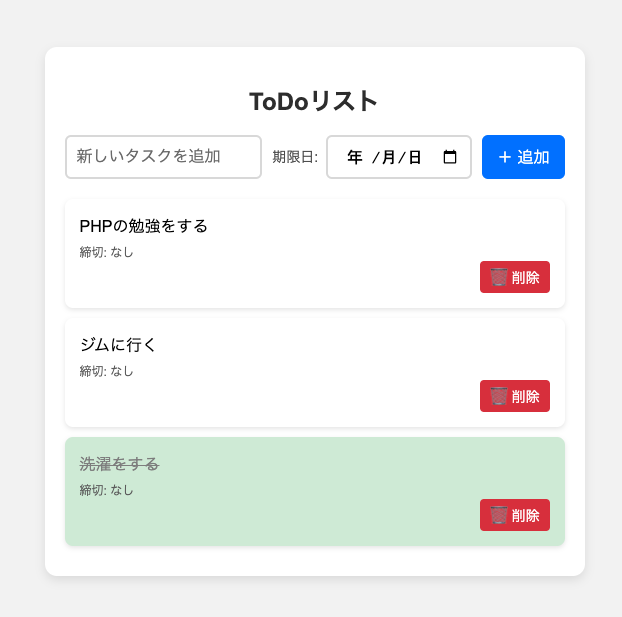 ToDoリスト
新しいタスクを追加 期限日: 年 /月/日 + 追加
PHPの勉強をする
締切: なし
削除
ジムに行く
締切: なし
削除
洗濯をする
締切: なし
削除